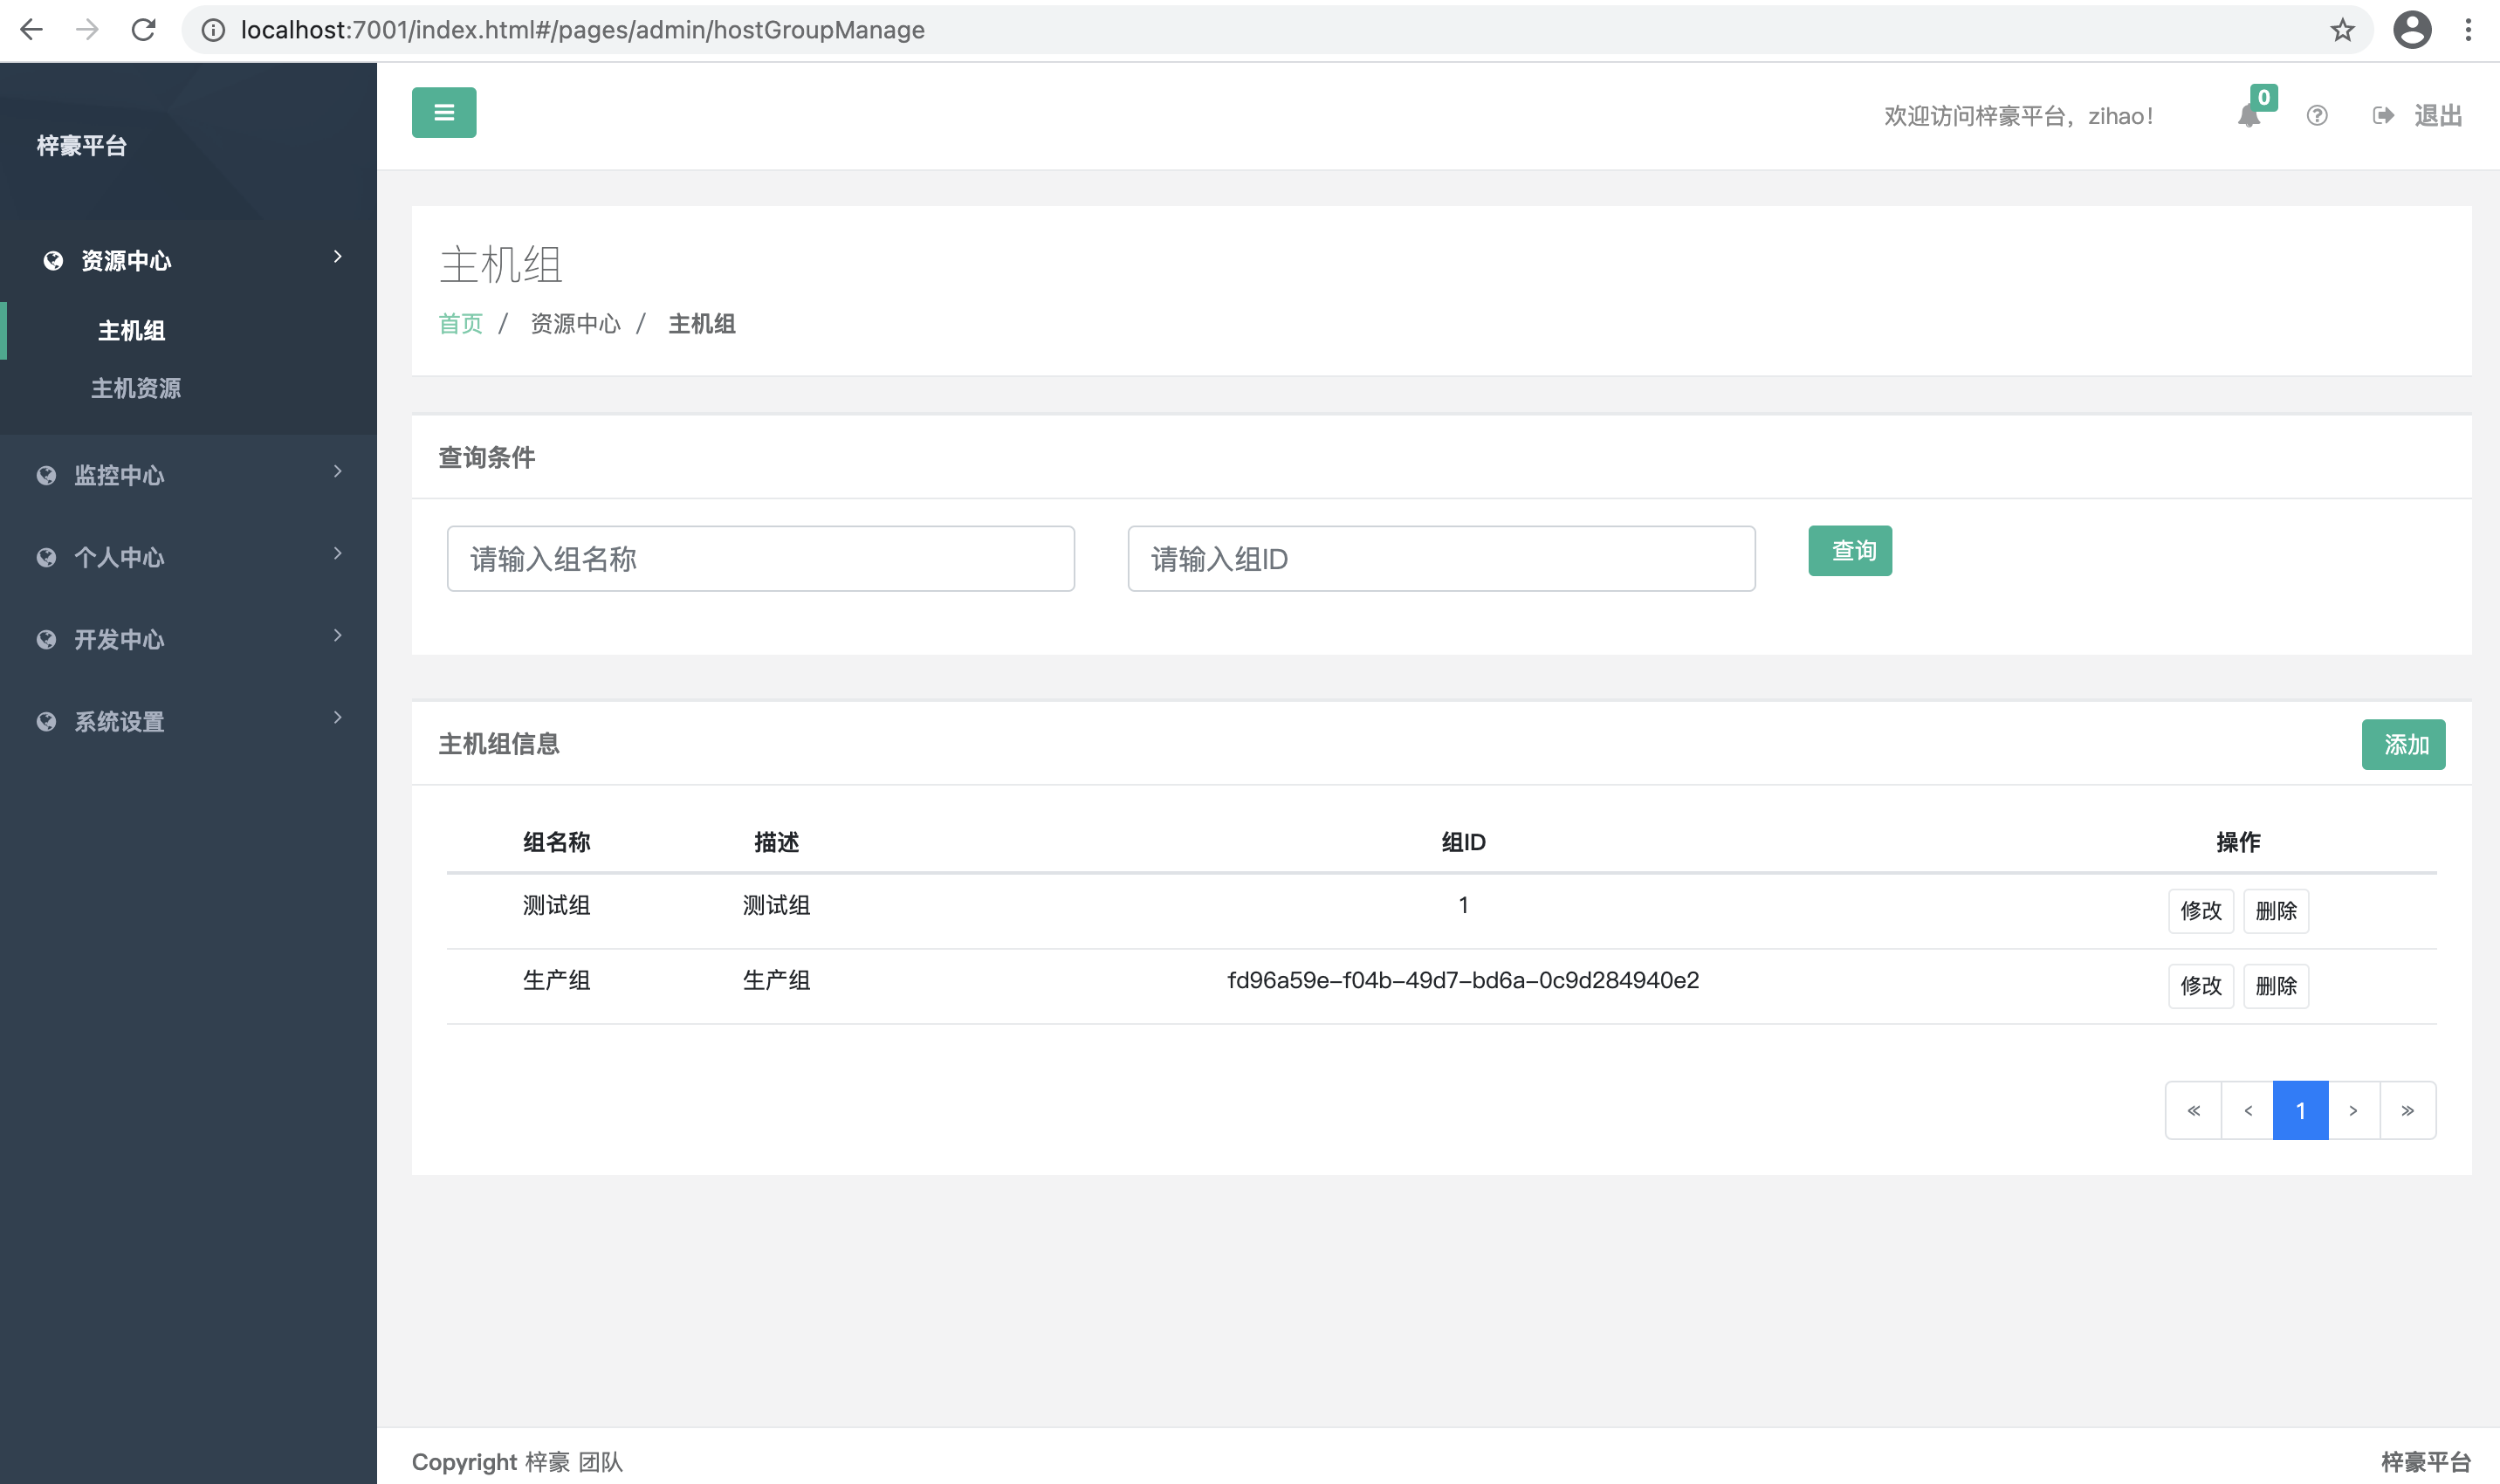 localhost:7001/index.html#/pages/admin/hostGroupManage
梓豪平台
欢迎访问梓豪平台，zihao！
0
退出
资源中心
主机组
主机资源
监控中心
个人中心
开发中心
系统设置
主机组
首页 / 资源中心 / 主机组
查询条件
请输入组名称 请输入组ID 查询
主机组信息 添加
组名称 描述 组ID 操作
测试组 测试组 1 修改 删除
生产组 生产组 fd96a59e-f04b-49d7-bd6a-0c9d284940e2 修改 删除
« < 1 > »
Copyright 梓豪 团队 梓豪平台